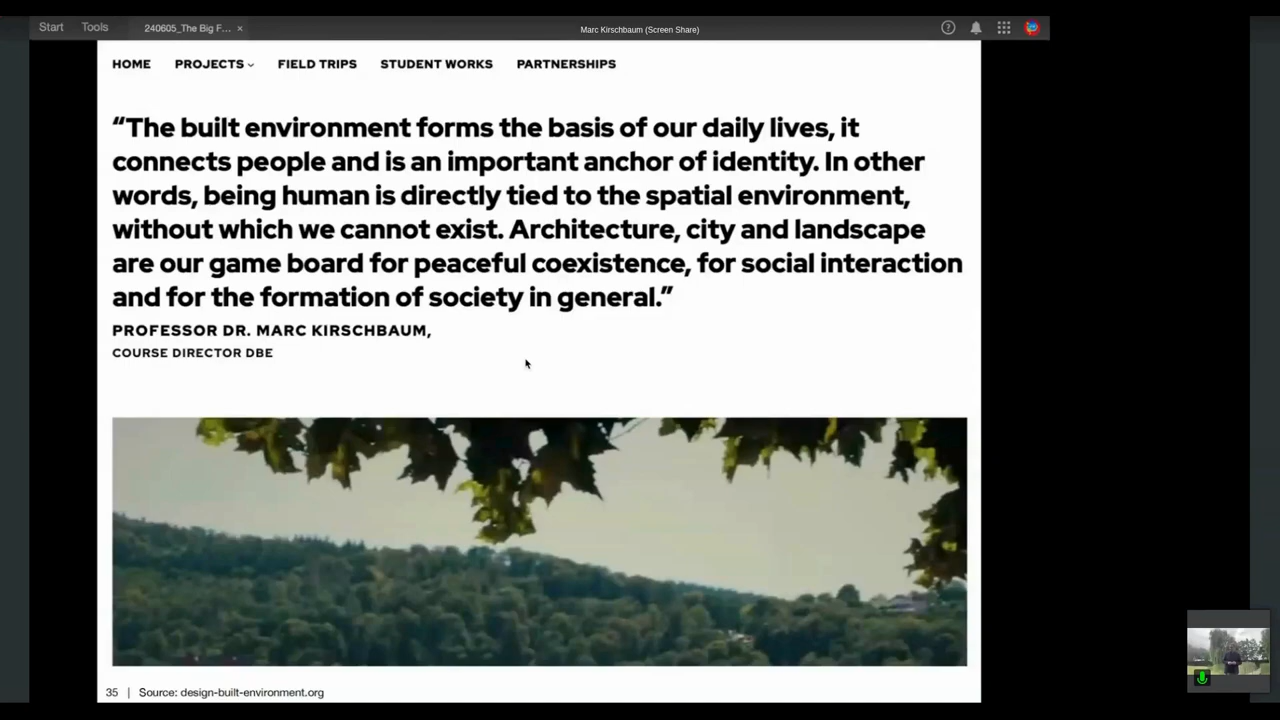 Start Tools 240605_The Big F... × Marc Kirschbaum (Screen Share)
HOME PROJECTS FIELD TRIPS STUDENT WORKS PARTNERSHIPS
“The built environment forms the basis of our daily lives, it
connects people and is an important anchor of identity. In other
words, being human is directly tied to the spatial environment,
without which we cannot exist. Architecture, city and landscape
are our game board for peaceful coexistence, for social interaction
and for the formation of society in general.”
PROFESSOR DR. MARC KIRSCHBAUM,
COURSE DIRECTOR DBE
35 | Source: design-built-environment.org